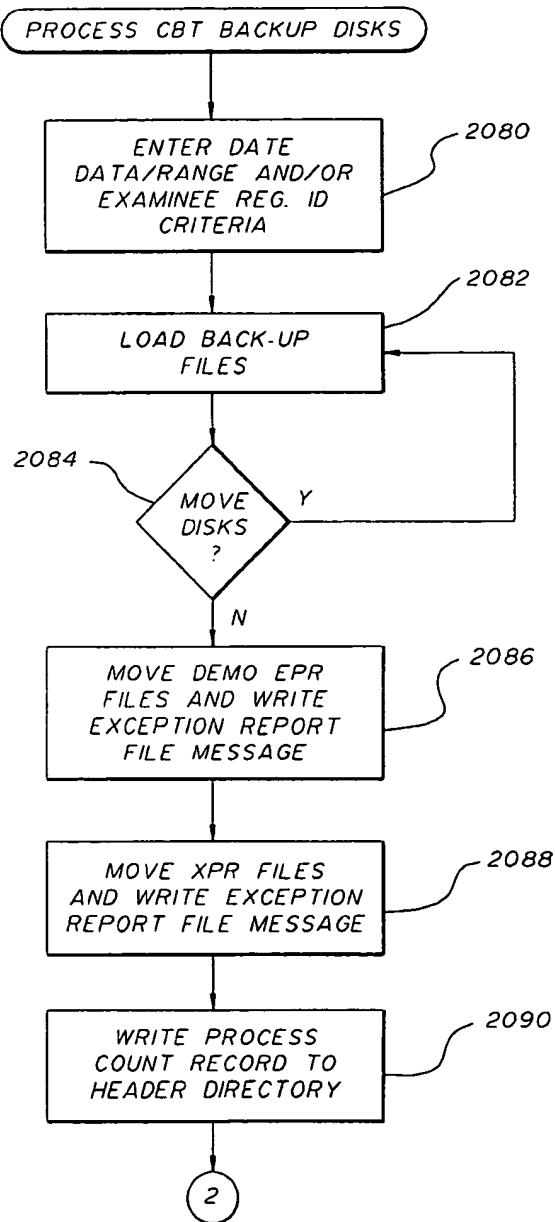 PROCESS CBT BACKUP DISKS
ENTER DATE
DATA/RANGE AND/OR
EXAMINEE REG. ID
CRITERIA
2080
LOAD BACK-UP
FILES
2082
2084
MOVE
DISKS
?
Y
N
MOVE DEMO EPR
FILES AND WRITE
EXCEPTION REPORT
FILE MESSAGE
2086
MOVE XPR FILES
AND WRITE EXCEPTION
REPORT FILE MESSAGE
2088
WRITE PROCESS
COUNT RECORD TO
HEADER DIRECTORY
2090
2